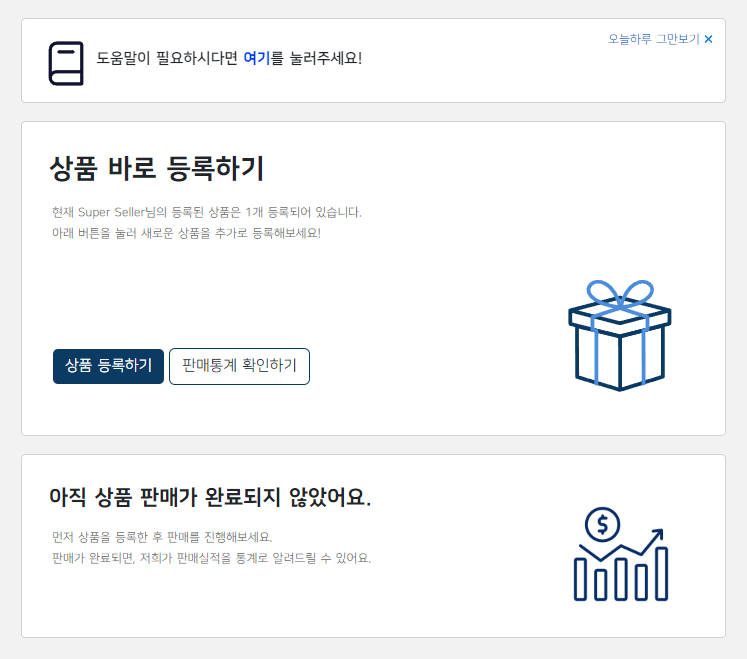 도움말이 필요하시다면 여기를 눌러주세요!
오늘하루 그만보기 ×
상품 바로 등록하기
현재 Super Seller님의 등록된 상품은 1개 등록되어 있습니다.
아래 버튼을 눌러 새로운 상품을 추가로 등록해보세요!
상품 등록하기
판매통계 확인하기
아직 상품 판매가 완료되지 않았어요.
먼저 상품을 등록한 후 판매를 진행해보세요.
판매가 완료되면, 저희가 판매실적을 통계로 알려드릴 수 있어요.
$